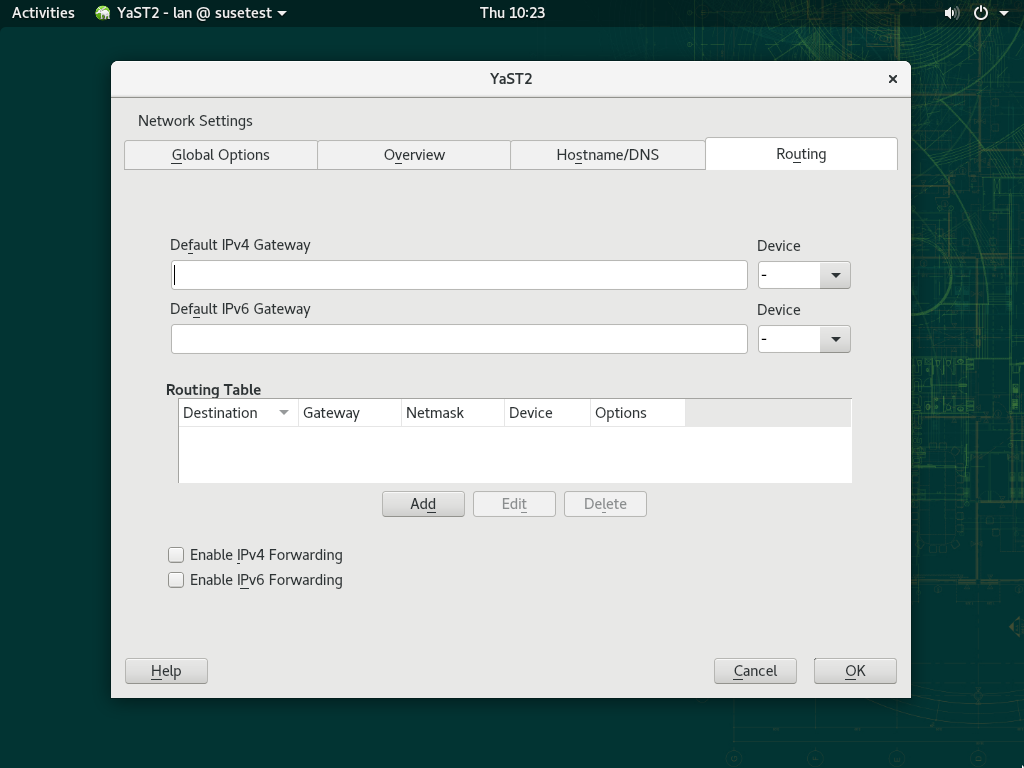 Activities YaST2 - lan @ susetest Thu 10:23
YaST2 ×
Network Settings
Global Options Overview Hostname/DNS Routing
Default IPv4 Gateway Device
-
Default IPv6 Gateway Device
-
Routing Table
Destination Gateway Netmask Device Options
Add Edit Delete
Enable IPv4 Forwarding
Enable IPv6 Forwarding
Help Cancel OK